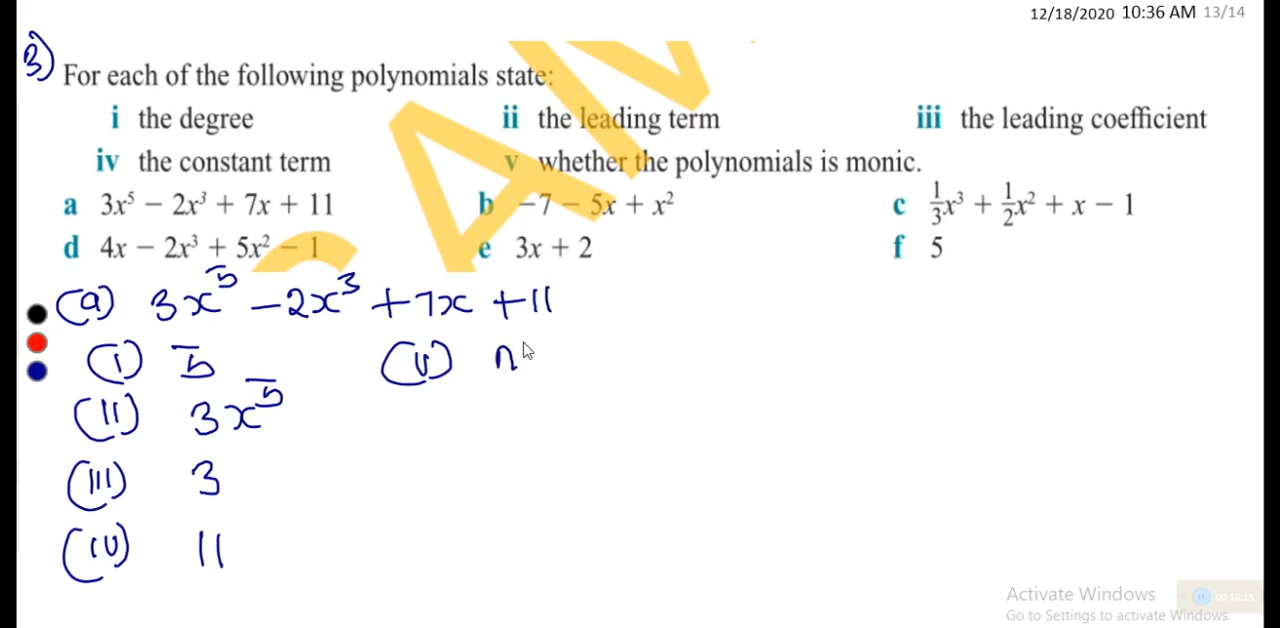 12/18/2020 10:36 AM 13/14
3) For each of the following polynomials state:
i the degree ii the leading term iii the leading coefficient
iv the constant term v whether the polynomials is monic.
a 3x⁵ − 2x³ + 7x + 11 b −7 − 5x + x² c 1/3x³ + 1/2x² + x − 1
d 4x − 2x³ + 5x² − 1 e 3x + 2 f 5
(a) 3x⁵ − 2x³ + 7x + 11
(i) 5 (v) n
(ii) 3x⁵
(iii) 3
(iv) 11
Activate Windows
00:16:15
Go to Settings to activate Windows.